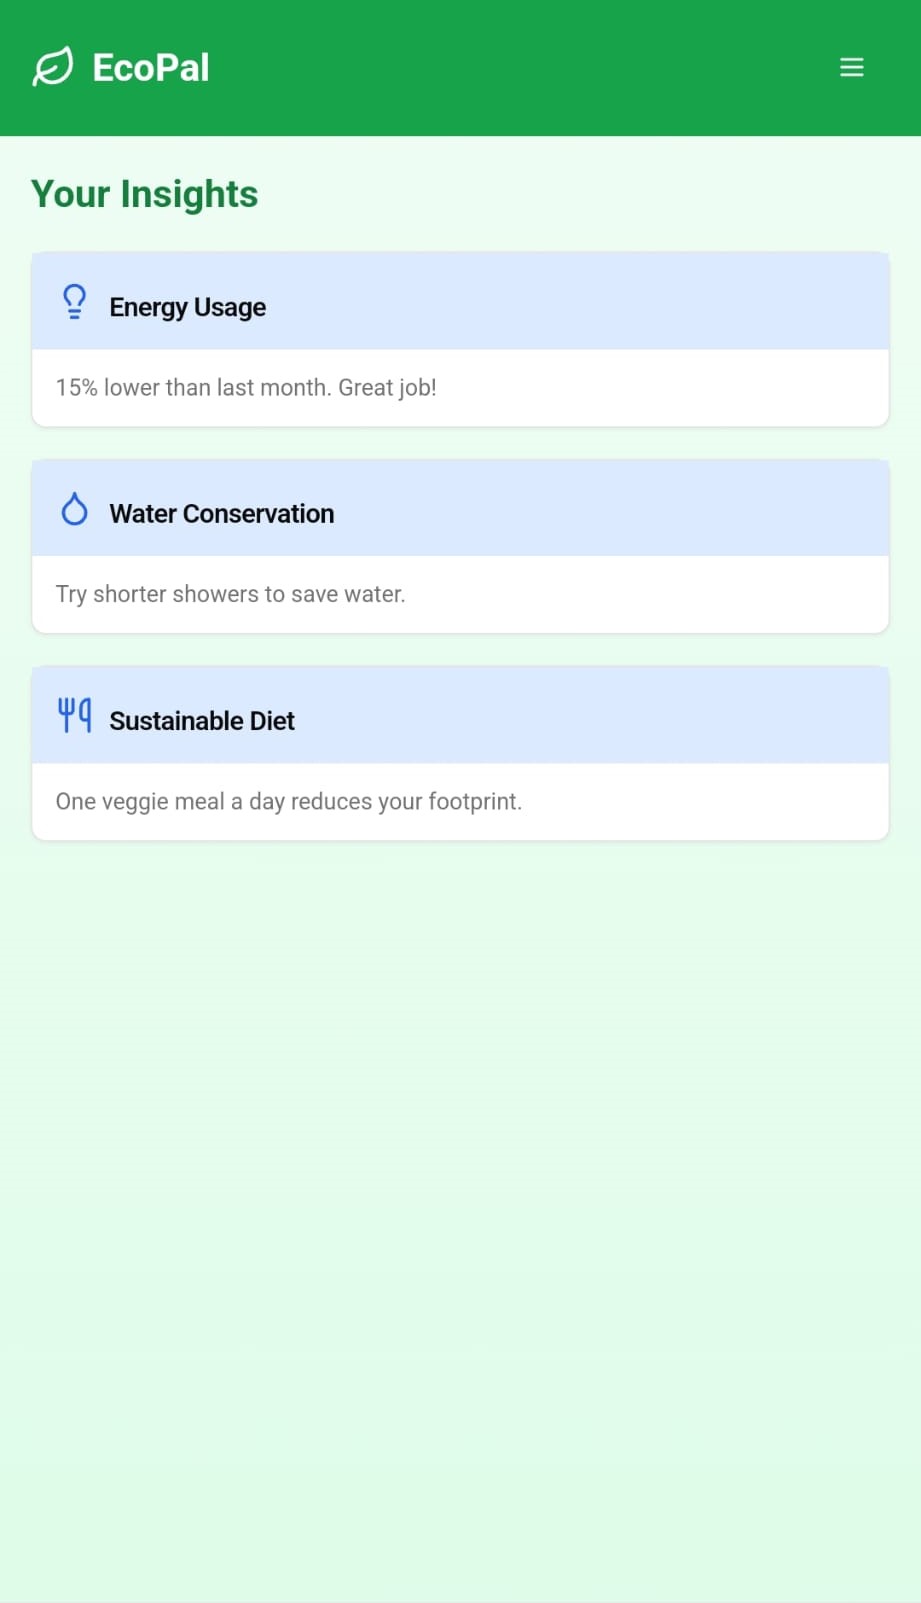 EcoPal
Your Insights
Energy Usage
15% lower than last month. Great job!
Water Conservation
Try shorter showers to save water.
Sustainable Diet
One veggie meal a day reduces your footprint.